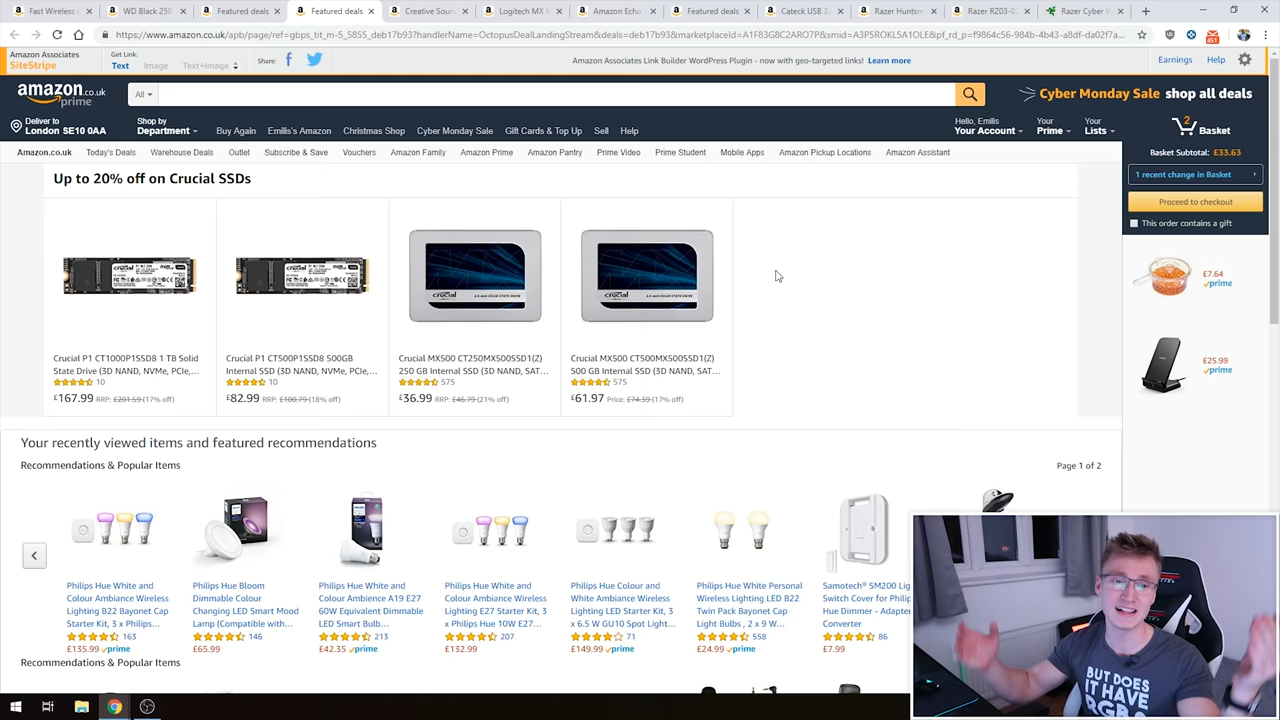 Fast Wireless C
WD Black 250
Featured deals
Featured deals
Creative Soun
Logitech MX M
Amazon Echo
Featured deals
Cateck USB 3.
Razer Huntsm
Razer RZ03-0
Razer Cyber W
https://www.amazon.co.uk/apb/page/ref=gbps_tit_m-5_5855_deb17b93?handlerName=OctopusDealLandingStream&deals=deb17b93&marketplaceId=A1F83G8C2ARO7P&smid=A3P5ROKL5A1OLE&pf_rd_p=f9864c56-984b-4b43-a8df-da02f7a...
451
Amazon Associates
SiteStripe
Get Link:
Text Image Text+Image
Share:
Amazon Associates Link Builder WordPress Plugin - now with geo-targeted links! Learn more
Earnings Help
amazon.co.uk
prime
All
Cyber Monday Sale shop all deals
Deliver to
London SE10 0AA
Shop by
Department
Buy Again Emilis's Amazon Christmas Shop Cyber Monday Sale Gift Cards & Top Up Sell Help
Hello, Emilis
Your Account
Your
Prime
Your
Lists
2
Basket
Amazon.co.uk Today's Deals Warehouse Deals Outlet Subscribe & Save Vouchers Amazon Family Amazon Prime Amazon Pantry Prime Video Prime Student Mobile Apps Amazon Pickup Locations Amazon Assistant
Basket Subtotal: £33.63
1 recent change in Basket
Proceed to checkout
This order contains a gift
£7.64
prime
£25.99
prime
Up to 20% off on Crucial SSDs
crucial
crucial
crucial
crucial
Crucial P1 CT1000P1SSD8 1 TB Solid
State Drive (3D NAND, NVMe, PCIe,...
10
£167.99 RRP: £201.59 (17% off)
Crucial P1 CT500P1SSD8 500GB
Internal SSD (3D NAND, NVMe, PCIe,...
10
£82.99 RRP: £100.79 (18% off)
Crucial MX500 CT250MX500SSD1(Z)
250 GB Internal SSD (3D NAND, SAT...
575
£36.99 RRP: £46.79 (21% off)
Crucial MX500 CT500MX500SSD1(Z)
500 GB Internal SSD (3D NAND, SAT...
575
£61.97 Price: £74.39 (17% off)
Your recently viewed items and featured recommendations
Recommendations & Popular Items
Page 1 of 2
Philips Hue White and
Colour Ambiance Wireless
Lighting B22 Bayonet Cap
Starter Kit, 3 x Philips...
163
£135.99 prime
Philips Hue Bloom
Dimmable Colour
Changing LED Smart Mood
Lamp (Compatible with...
146
£65.99
Philips Hue White and
Colour Ambience A19 E27
60W Equivalent Dimmable
LED Smart Bulb...
213
£42.35 prime
Philips Hue White and
Colour Ambiance Wireless
Lighting E27 Starter Kit, 3
x Philips Hue 10W E27...
207
£132.99
Philips Hue Colour and
White Ambiance Wireless
Lighting LED Starter Kit, 3
x 6.5 W GU10 Spot Light...
71
£149.99 prime
Philips Hue White Personal
Wireless Lighting LED B22
Twin Pack Bayonet Cap
Light Bulbs , 2 x 9 W...
558
£24.99 prime
Samotech® SM200 Lig
Switch Cover for Philip
Hue Dimmer - Adapter
Converter
86
£7.99
Recommendations & Popular Items
BUT DOES
IT HAVE
RGB?